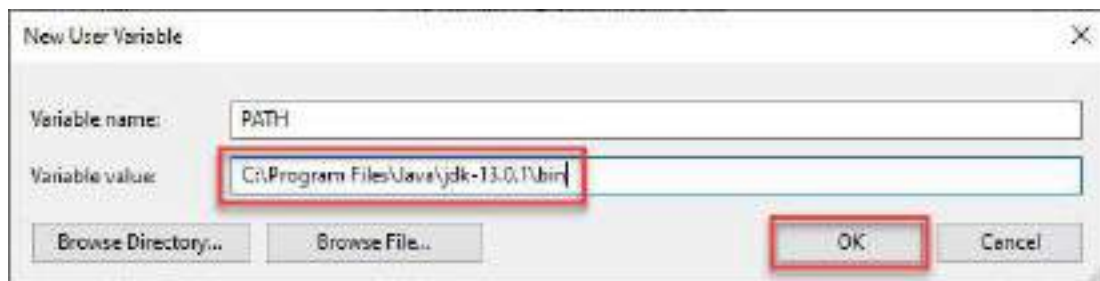 New User Variable
Variable name: PATH
Variable value: C:\Program Files\Java\jdk-13.0.1\bin
Browse Directory... Browse File... OK Cancel